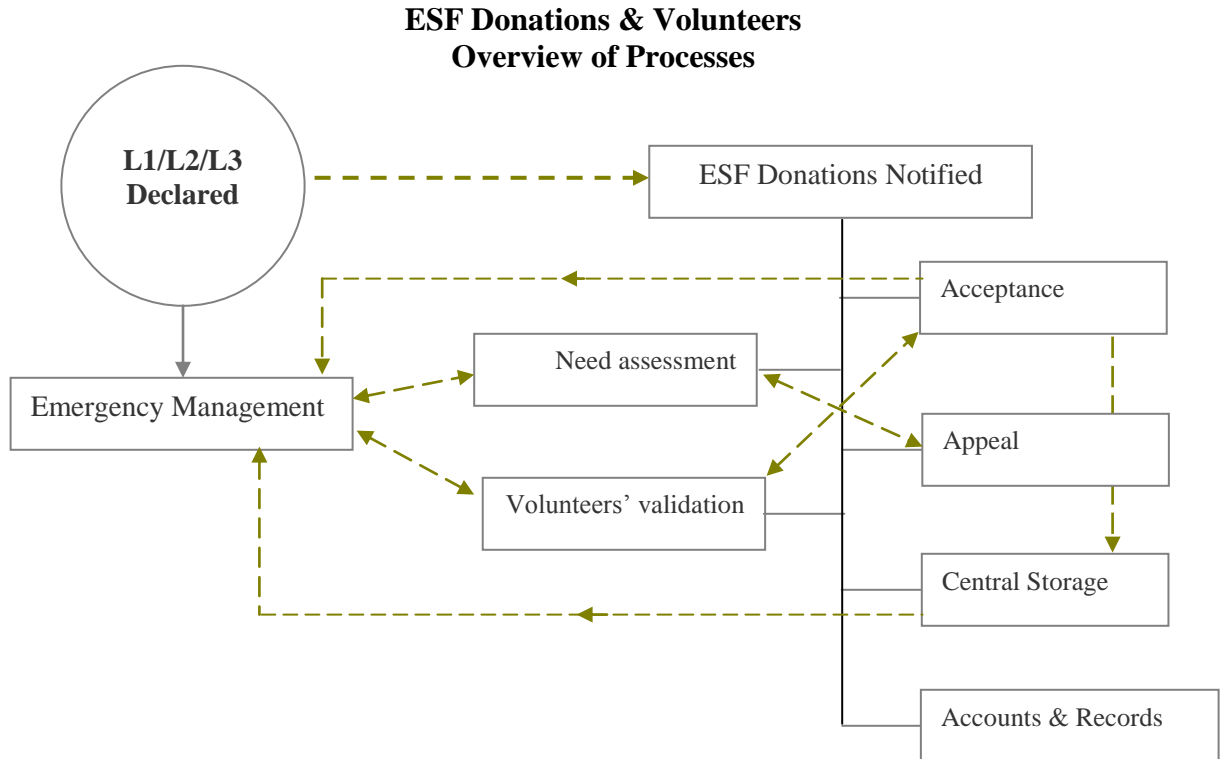 ESF Donations & Volunteers
Overview of Processes
L1/L2/L3
Declared
ESF Donations Notified
Acceptance
Need assessment
Emergency Management
Appeal
Volunteers’ validation
Central Storage
Accounts & Records